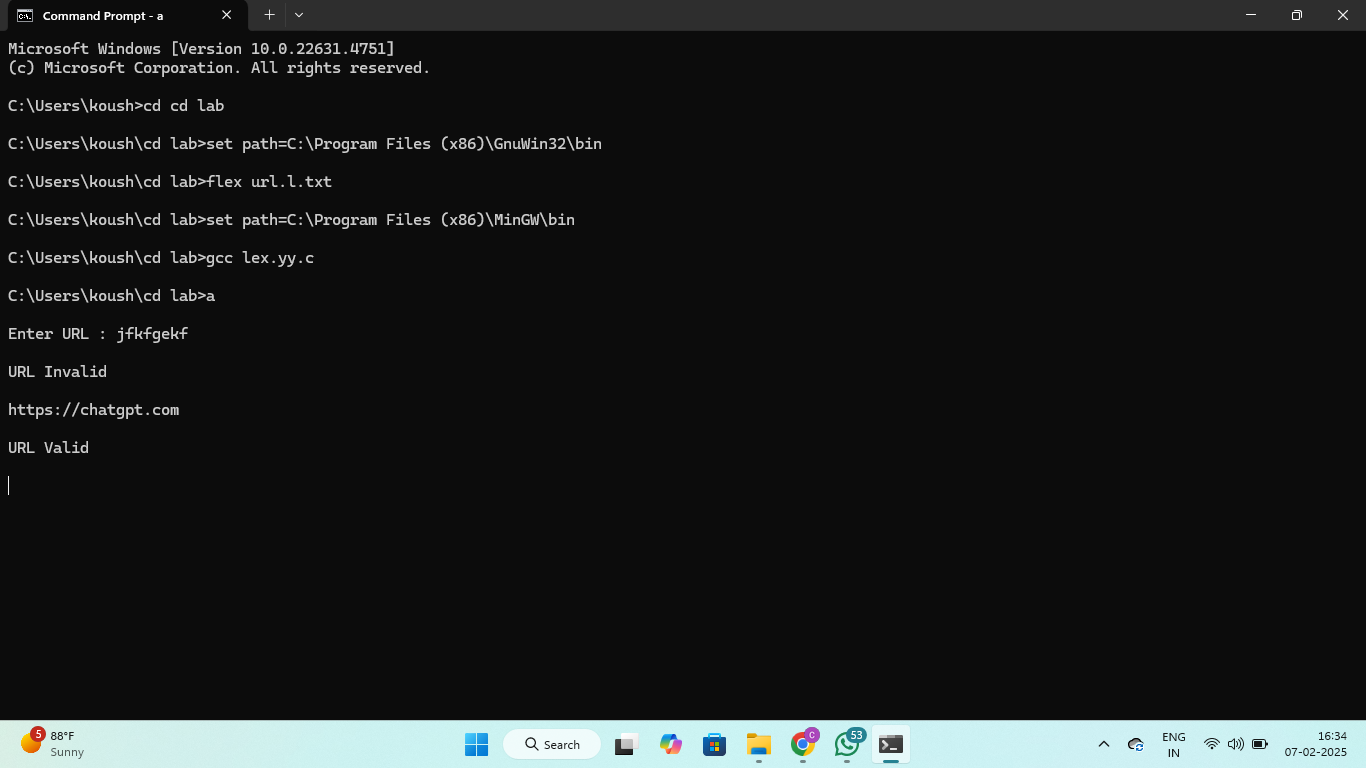 Command Prompt - a
Microsoft Windows [Version 10.0.22631.4751]
(c) Microsoft Corporation. All rights reserved.
C:\Users\koush>cd cd lab
C:\Users\koush\cd lab>set path=C:\Program Files (x86)\GnuWin32\bin
C:\Users\koush\cd lab>flex url.l.txt
C:\Users\koush\cd lab>set path=C:\Program Files (x86)\MinGW\bin
C:\Users\koush\cd lab>gcc lex.yy.c
C:\Users\koush\cd lab>a
Enter URL : jfkfgekf
URL Invalid
https://chatgpt.com
URL Valid
5
88°F
Sunny
Search
C
53
ENG
IN
16:34
07-02-2025